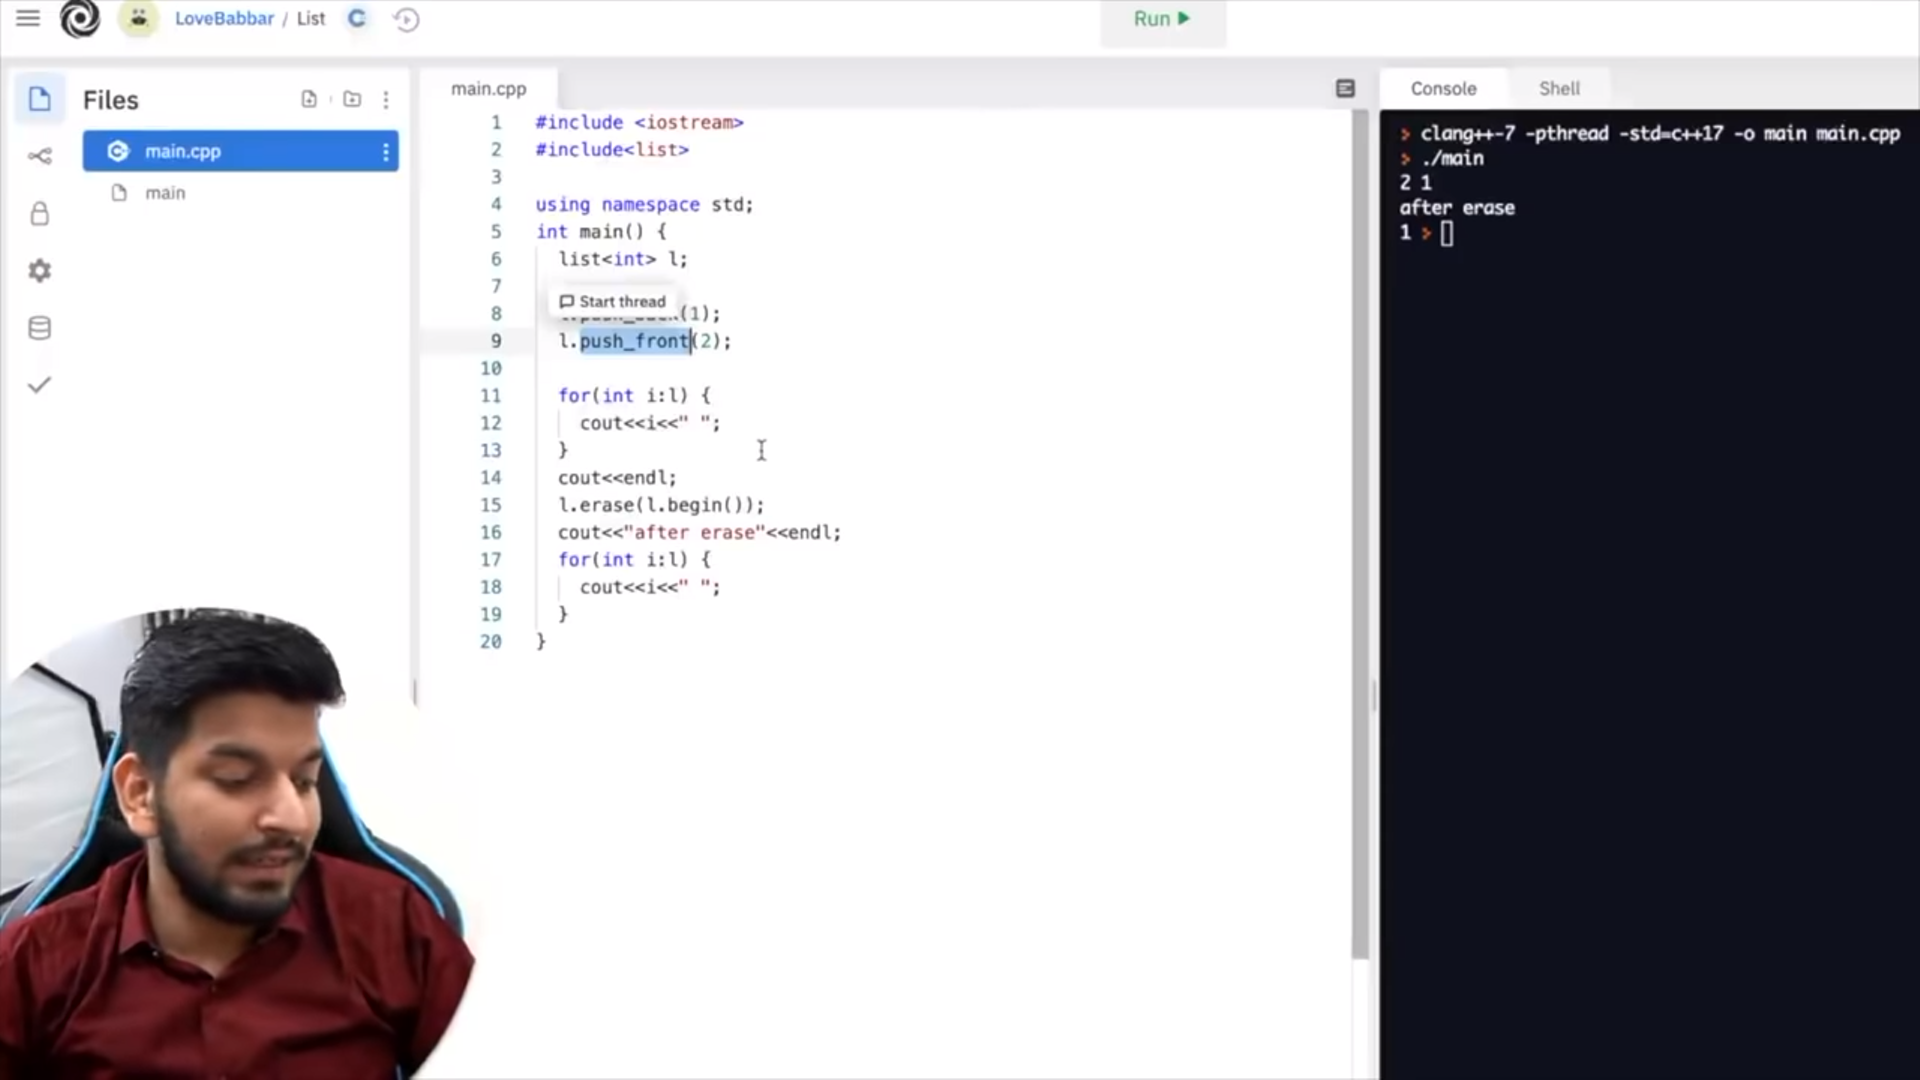 LoveBabbar / List
Run
Files
main.cpp
main
main.cpp
1 #include <iostream>
2 #include<list>
3
4 using namespace std;
5 int main() {
6 list<int> l;
7
Start thread
8 (1);
9 l.push_front(2);
10
11 for(int i:l) {
12 cout<<i<<" ";
13 }
14 cout<<endl;
15 l.erase(l.begin());
16 cout<<"after erase"<<endl;
17 for(int i:l) {
18 cout<<i<<" ";
19 }
20 }
Console Shell
> clang++-7 -pthread -std=c++17 -o main main.cpp
> ./main
2 1
after erase
1 >